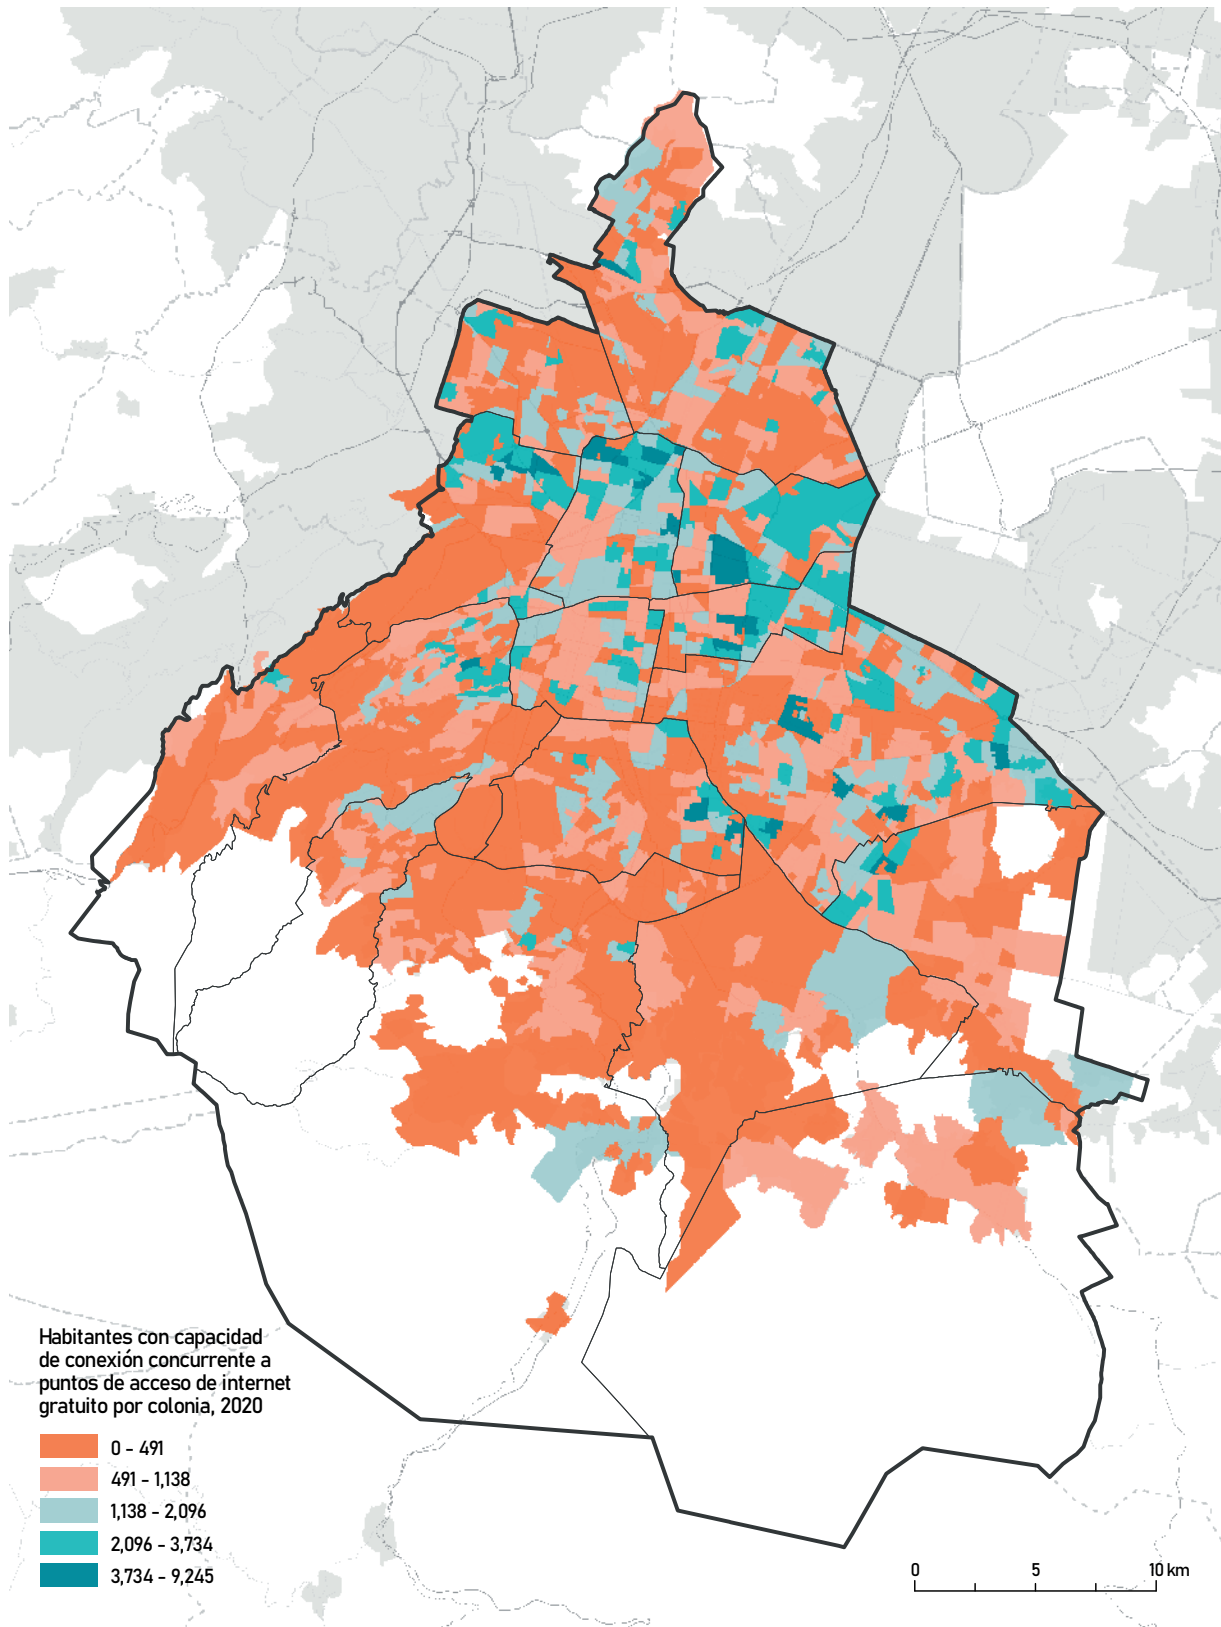 Habitantes con capacidad
de conexión concurrente a
puntos de acceso de internet
gratuito por colonia, 2020
0 - 491
491 - 1,138
1,138 - 2,096
2,096 - 3,734
3,734 - 9,245
0 5 10 km